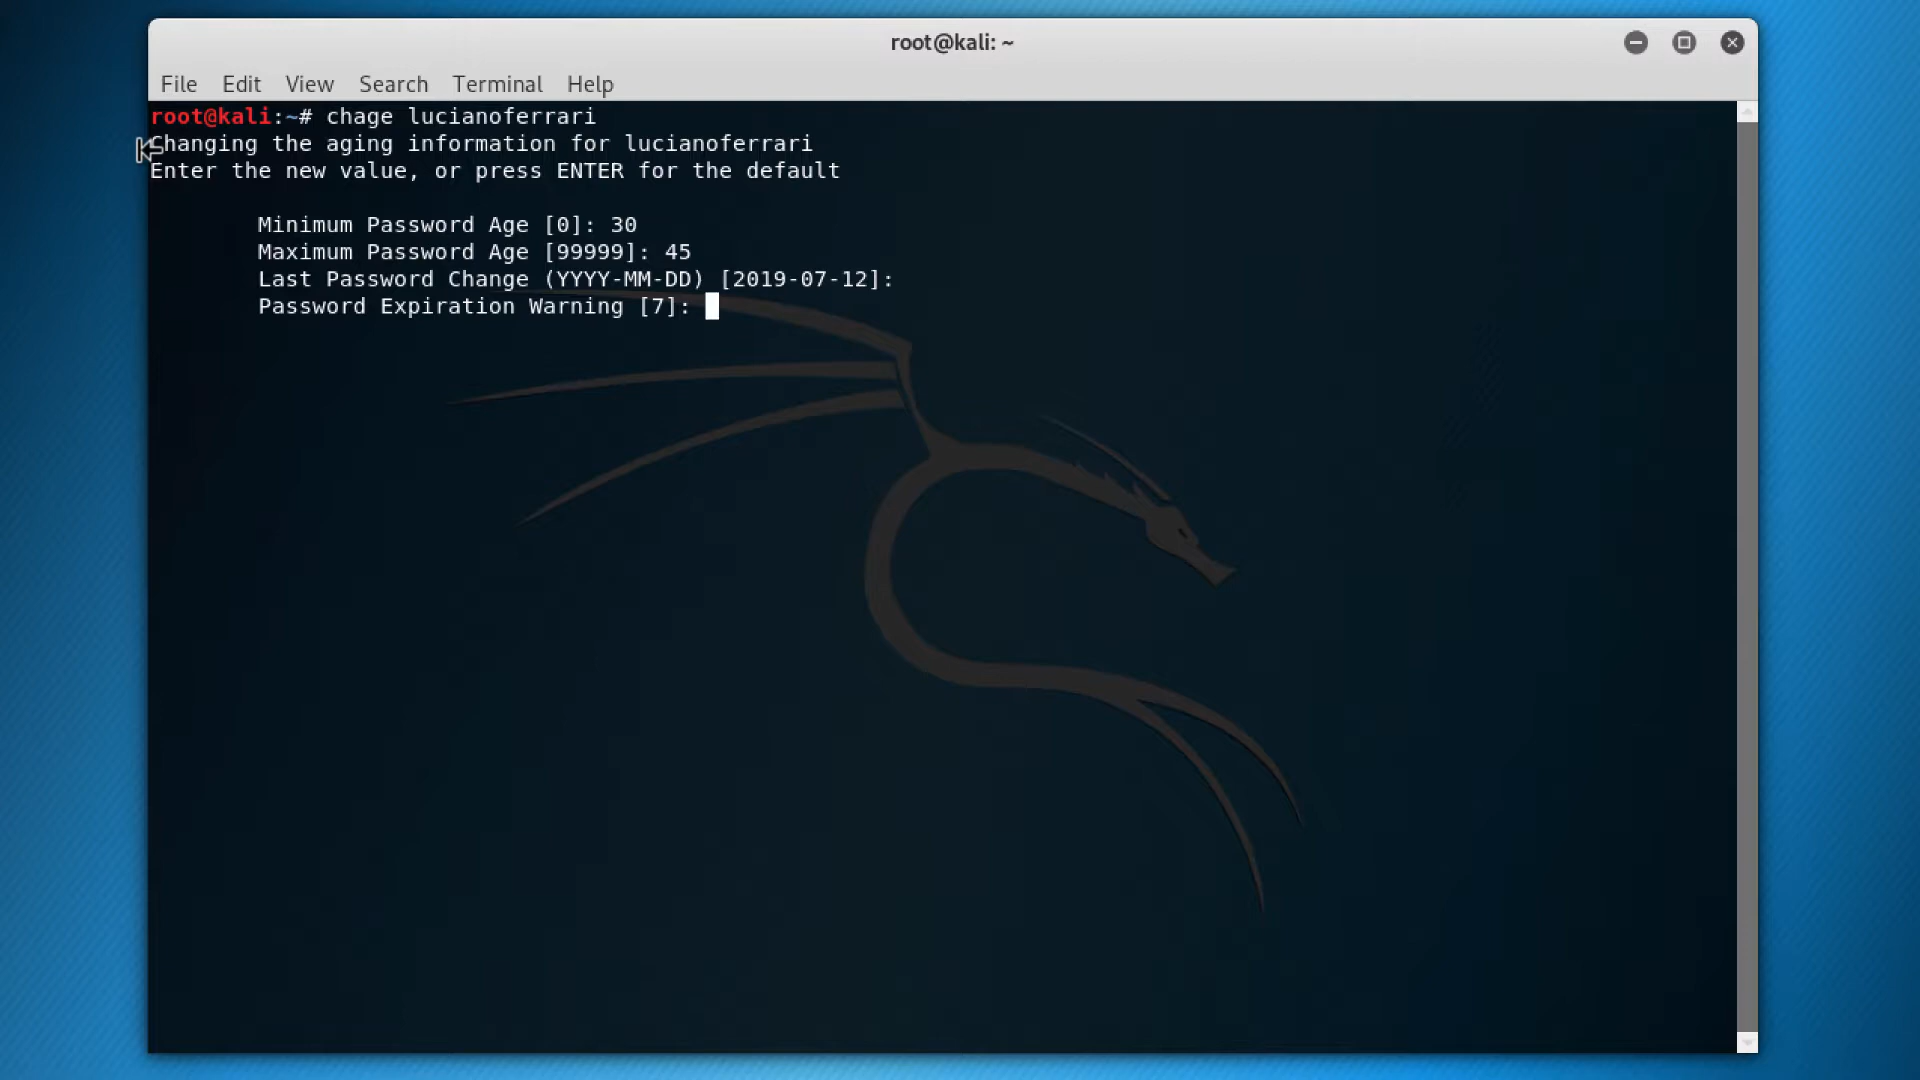 root@kali: ~
File Edit View Search Terminal Help
root@kali:~# chage lucianoferrari
Changing the aging information for lucianoferrari
Enter the new value, or press ENTER for the default
Minimum Password Age [0]: 30
Maximum Password Age [99999]: 45
Last Password Change (YYYY-MM-DD) [2019-07-12]:
Password Expiration Warning [7]: